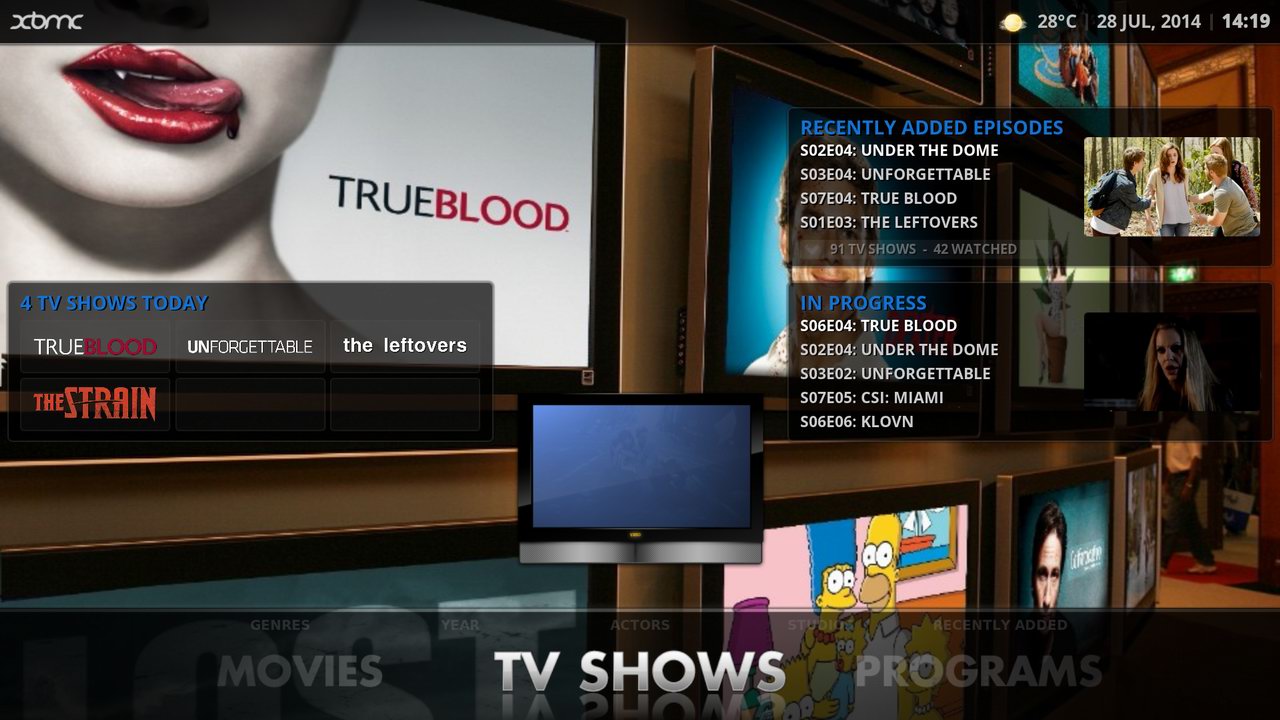 xbmc
28°C | 28 JUL, 2014 | 14:19
TRUEBLOOD
RECENTLY ADDED EPISODES
S02E04: UNDER THE DOME
S03E04: UNFORGETTABLE
S07E04: TRUE BLOOD
S01E03: THE LEFTOVERS
91 TV SHOWS - 42 WATCHED
4 TV SHOWS TODAY
TRUEBLOOD UNFORGETTABLE the leftovers
THE STRAIN
IN PROGRESS
S06E04: TRUE BLOOD
S02E04: UNDER THE DOME
S03E02: UNFORGETTABLE
S07E05: CSI: MIAMI
S06E06: KLOVN
Californication
GENRES YEAR ACTORS STUDIOS RECENTLY ADDED
LOST
MOVIES TV SHOWS PROGRAMS